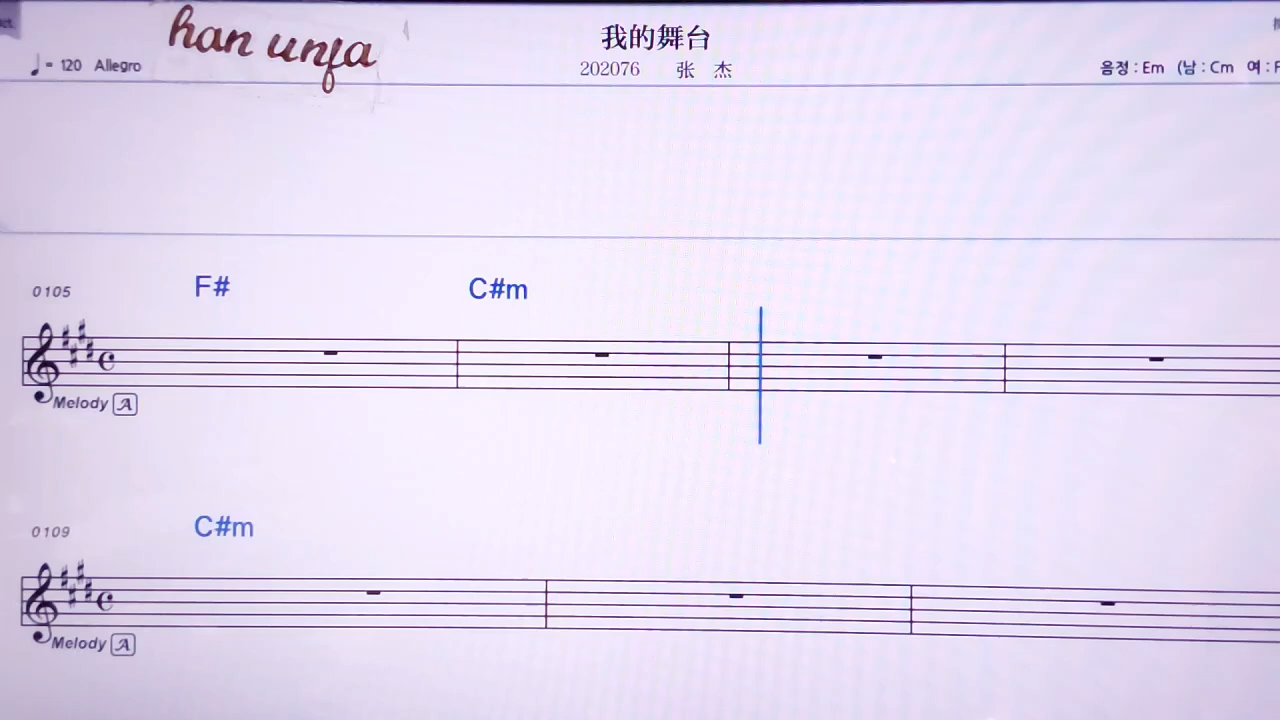 han unfa
我的舞台
♩= 120 Allegro
202076 张 杰
음정 : Em (남 : Cm 여 :
0105 F# C#m
Melody A
0109 C#m
Melody A